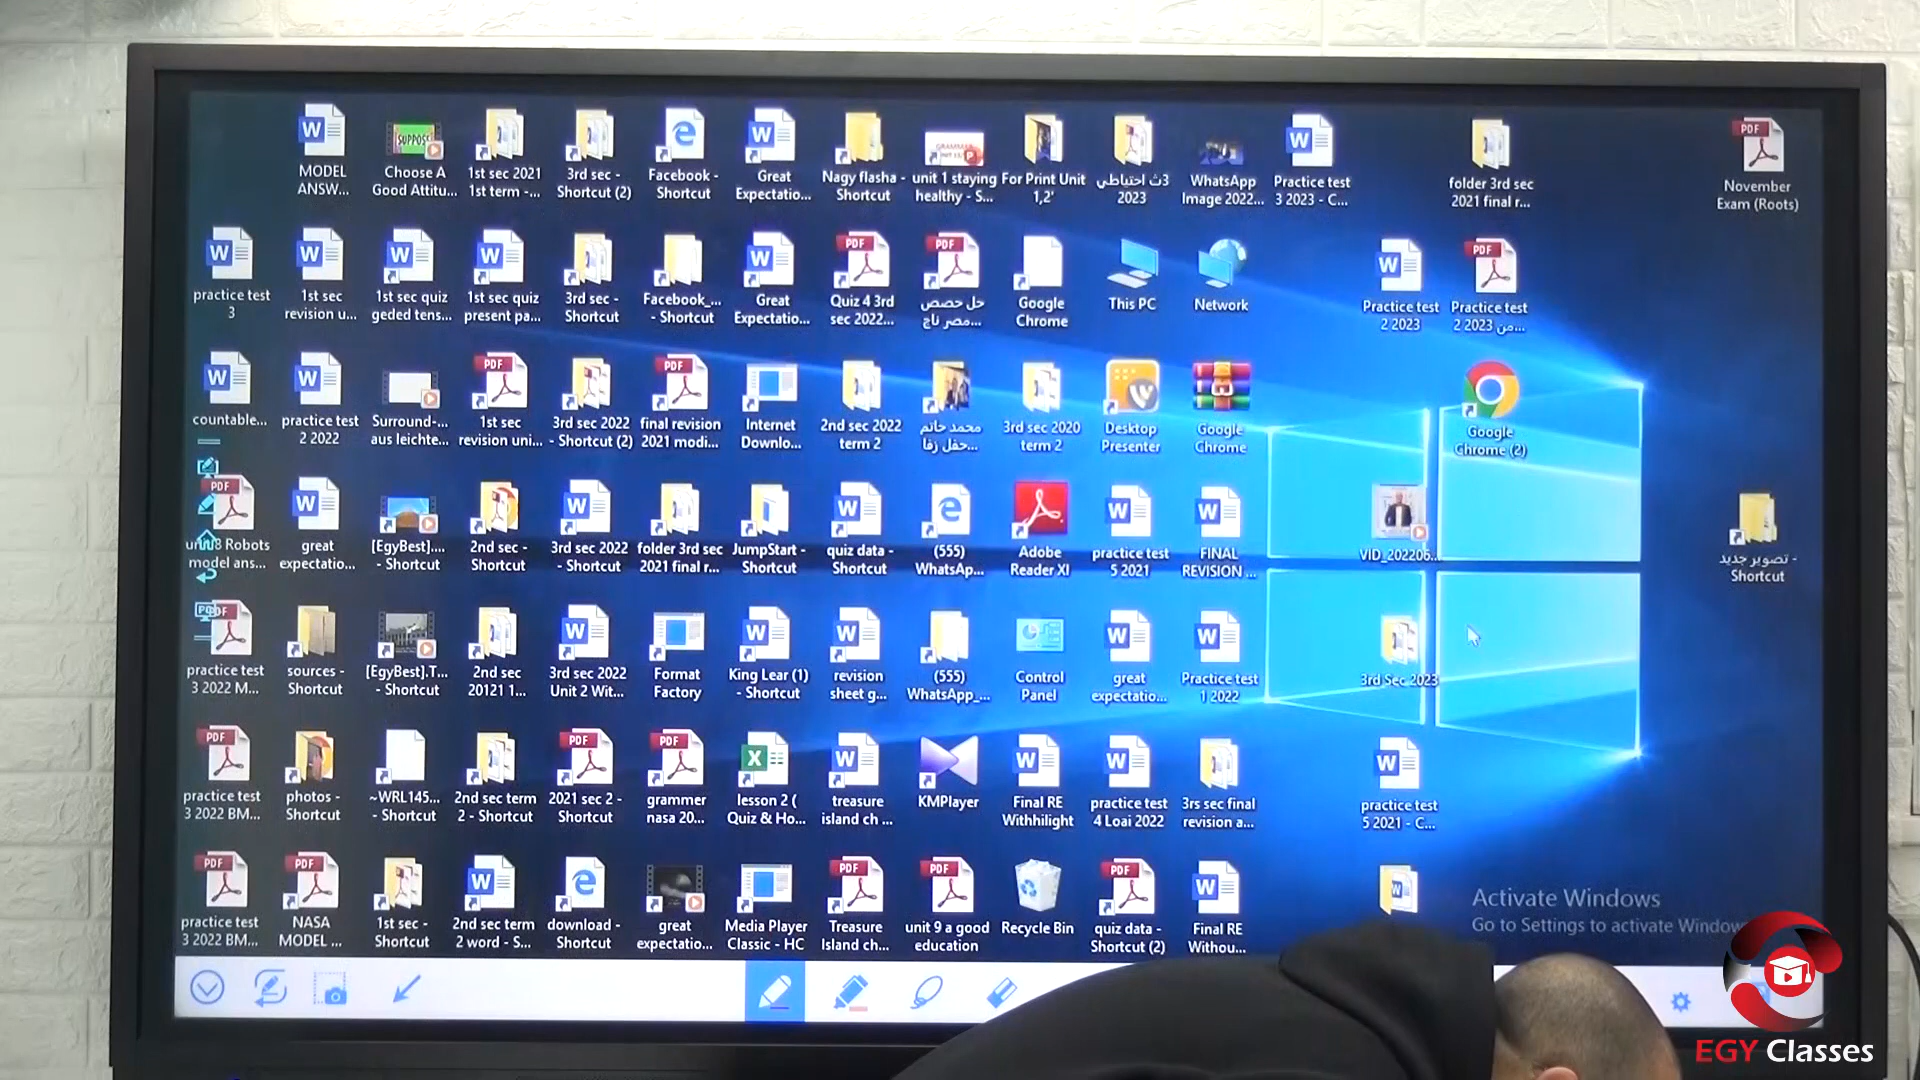 MODEL
ANSW...
Choose A
Good Attitu...
1st sec 2021
1st term -...
3rd sec -
Shortcut (2)
Facebook -
Shortcut
Great
Expectatio...
Nagy flasha -
Shortcut
unit 1 staying
healthy - S...
For Print Unit
1,2'
3ث احتياطي
2023
WhatsApp
Image 2022...
Practice test
3 2023 - C...
folder 3rd sec
2021 final r...
November
Exam (Roots)
practice test
3
1st sec
revision u...
1st sec quiz
geded tens...
1st sec quiz
present pa...
3rd sec -
Shortcut
Facebook_...
- Shortcut
Great
Expectatio...
Quiz 4 3rd
sec 2022...
حل حصص
مصر ناج...
Google
Chrome
This PC
Network
Practice test
2 2023
Practice test
2 2023 من...
countable...
practice test
2 2022
Surround-...
aus leichte...
1st sec
revision uni...
3rd sec 2022
- Shortcut (2)
final revision
2021 modi...
Internet
Downlo...
2nd sec 2022
term 2
محمد حاتم
حفل زفا...
3rd sec 2020
term 2
Desktop
Presenter
Google
Chrome
Google
Chrome (2)
unit8 Robots
model ans...
great
expectatio...
[EgyBest]....
- Shortcut
2nd sec -
Shortcut
3rd sec 2022
- Shortcut
folder 3rd sec
2021 final r...
JumpStart -
Shortcut
quiz data -
Shortcut
(555)
WhatsAp...
Adobe
Reader XI
practice test
5 2021
FINAL
REVISION ...
VID_202206...
تصوير جديد -
Shortcut
practice test
3 2022 M...
sources -
Shortcut
[EgyBest].T...
- Shortcut
2nd sec
20121 1...
3rd sec 2022
Unit 2 Wit...
Format
Factory
King Lear (1)
- Shortcut
revision
sheet g...
(555)
WhatsApp_...
Control
Panel
great
expectatio...
Practice test
1 2022
3rd Sec 2023
practice test
3 2022 BM...
photos -
Shortcut
~WRL145...
- Shortcut
2nd sec term
2 - Shortcut
2021 sec 2 -
Shortcut
grammer
nasa 20...
lesson 2 (
Quiz & Ho...
treasure
island ch ...
KMPlayer
Final RE
Withhilight
practice test
4 Loai 2022
3rs sec final
revision a...
practice test
5 2021 - C...
practice test
3 2022 BM...
NASA
MODEL ...
1st sec -
Shortcut
2nd sec term
2 word - S...
download -
Shortcut
great
expectatio...
Media Player
Classic - HC
Treasure
Island ch...
unit 9 a good
education
Recycle Bin
quiz data -
Shortcut (2)
Final RE
Withou...
Activate Windows
Go to Settings to activate Window
EGY Classes